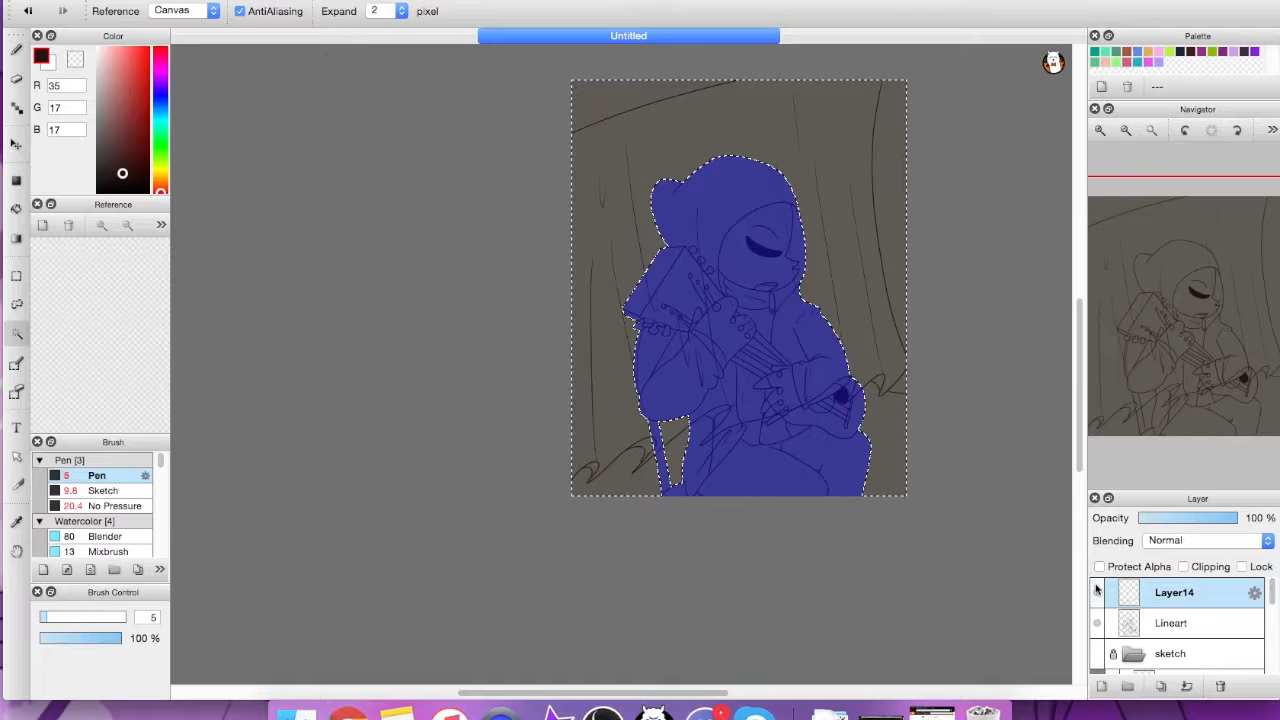 Reference Canvas AntiAliasing Expand 2 pixel
Color
Untitled
Palette
R 35
G 17
B 17
---
Navigator
Reference
Brush
Pen [3]
5 Pen
9.8 Sketch
20.4 No Pressure
Watercolor [4]
80 Blender
13 Mixbrush
Brush Control
5
100 %
Layer
Opacity 100 %
Blending Normal
Protect Alpha Clipping Lock
Layer14
Lineart
sketch